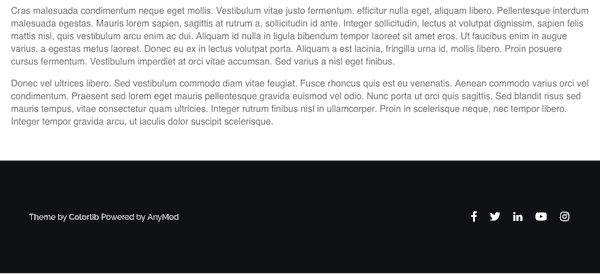 Cras malesuada condimentum neque eget mollis. Vestibulum vitae justo fermentum, efficitur nulla eget, aliquam libero. Pellentesque interdum
malesuada egestas. Mauris lorem sapien, sagittis at rutrum a, sollicitudin id ante. Integer sollicitudin, lectus at volutpat dignissim, sapien felis
mattis nisl, quis vestibulum arcu enim ac dui. Aliquam id nulla in ligula bibendum tempor laoreet sit amet eros. Ut faucibus enim in augue
varius, a egestas metus laoreet. Donec eu ex in lectus volutpat porta. Aliquam a est lacinia, fringilla urna id, mollis libero. Proin posuere
cursus fermentum. Vestibulum imperdiet at orci vitae accumsan. Sed varius a nisl eget finibus.
Donec vel ultrices libero. Sed vestibulum commodo diam vitae feugiat. Fusce rhoncus quis est eu venenatis. Aenean commodo varius orci vel
condimentum. Praesent sed lorem eget mauris pellentesque gravida euismod vel odio. Nunc porta ut orci quis sagittis. Sed blandit risus sed
mauris tempus, vitae consectetur quam ultricies. Integer rutrum finibus nisl in ullamcorper. Proin in scelerisque neque, nec tempor libero.
Integer tempor gravida arcu, ut iaculis dolor suscipit scelerisque.
Theme by Colorlib Powered by AnyMod